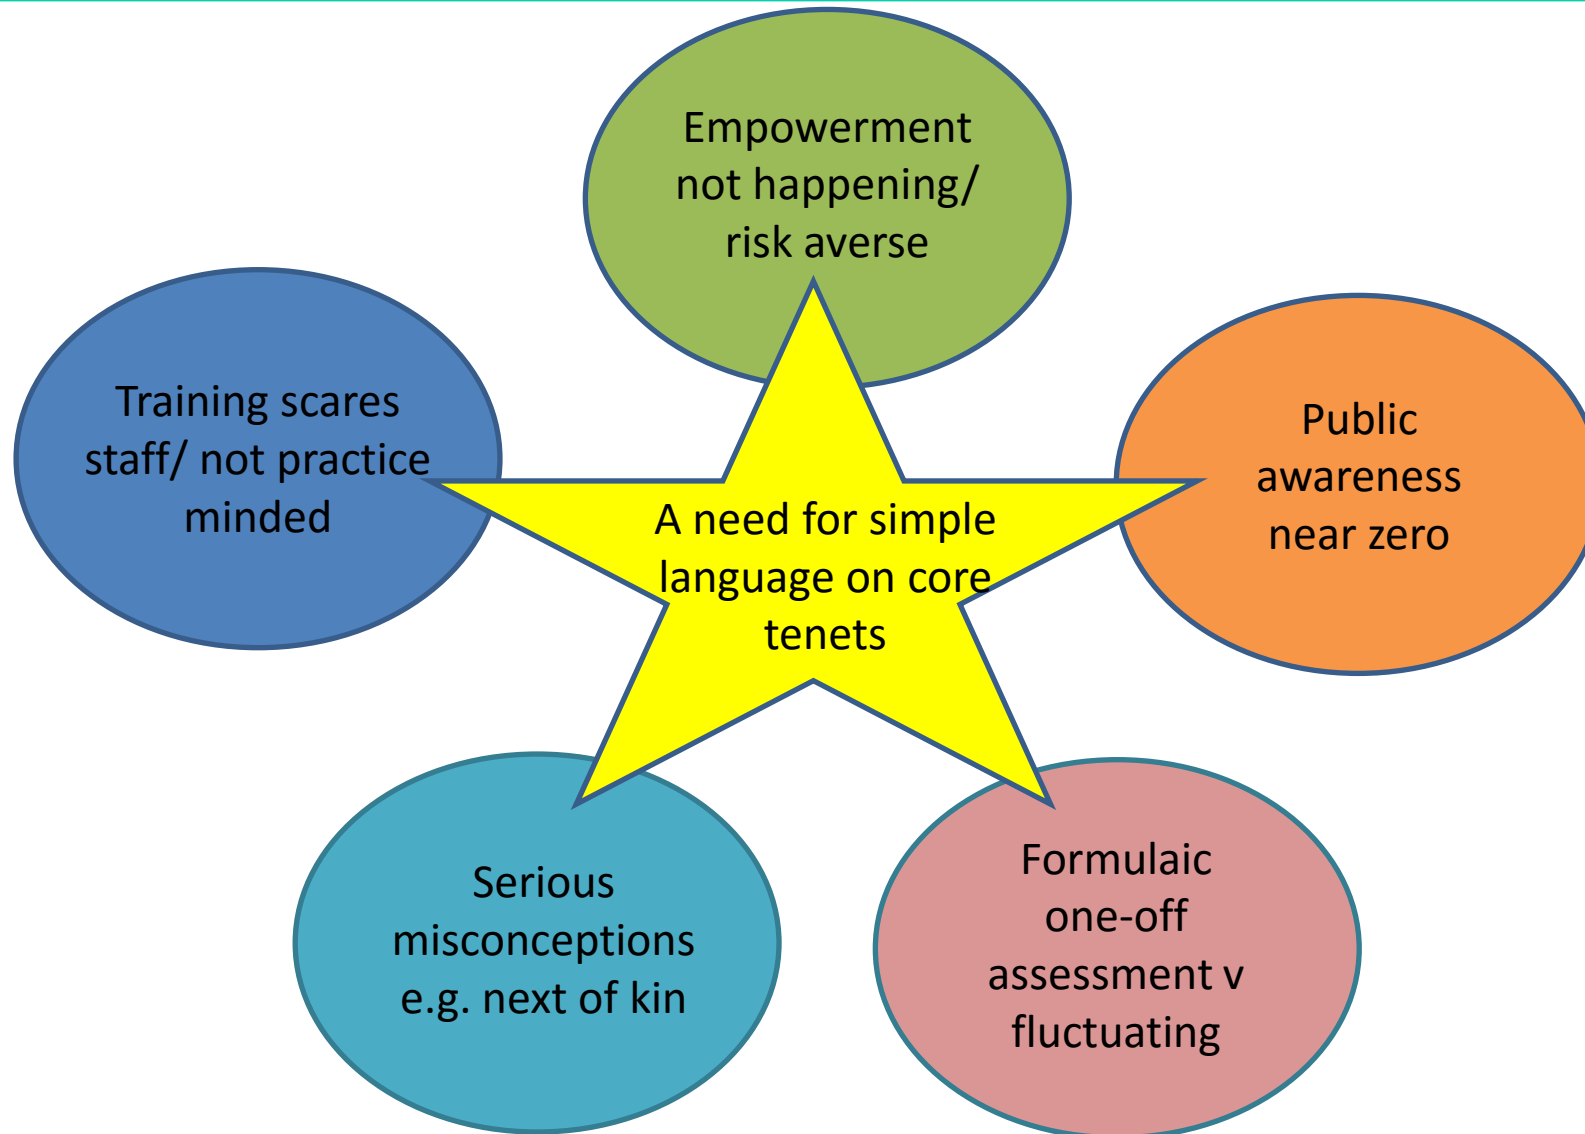 Empowerment
not happening/
risk averse
Training scares
staff/ not practice
minded
Public
awareness
near zero
A need for simple
language on core
tenets
Serious
misconceptions
e.g. next of kin
Formulaic
one-off
assessment v
fluctuating